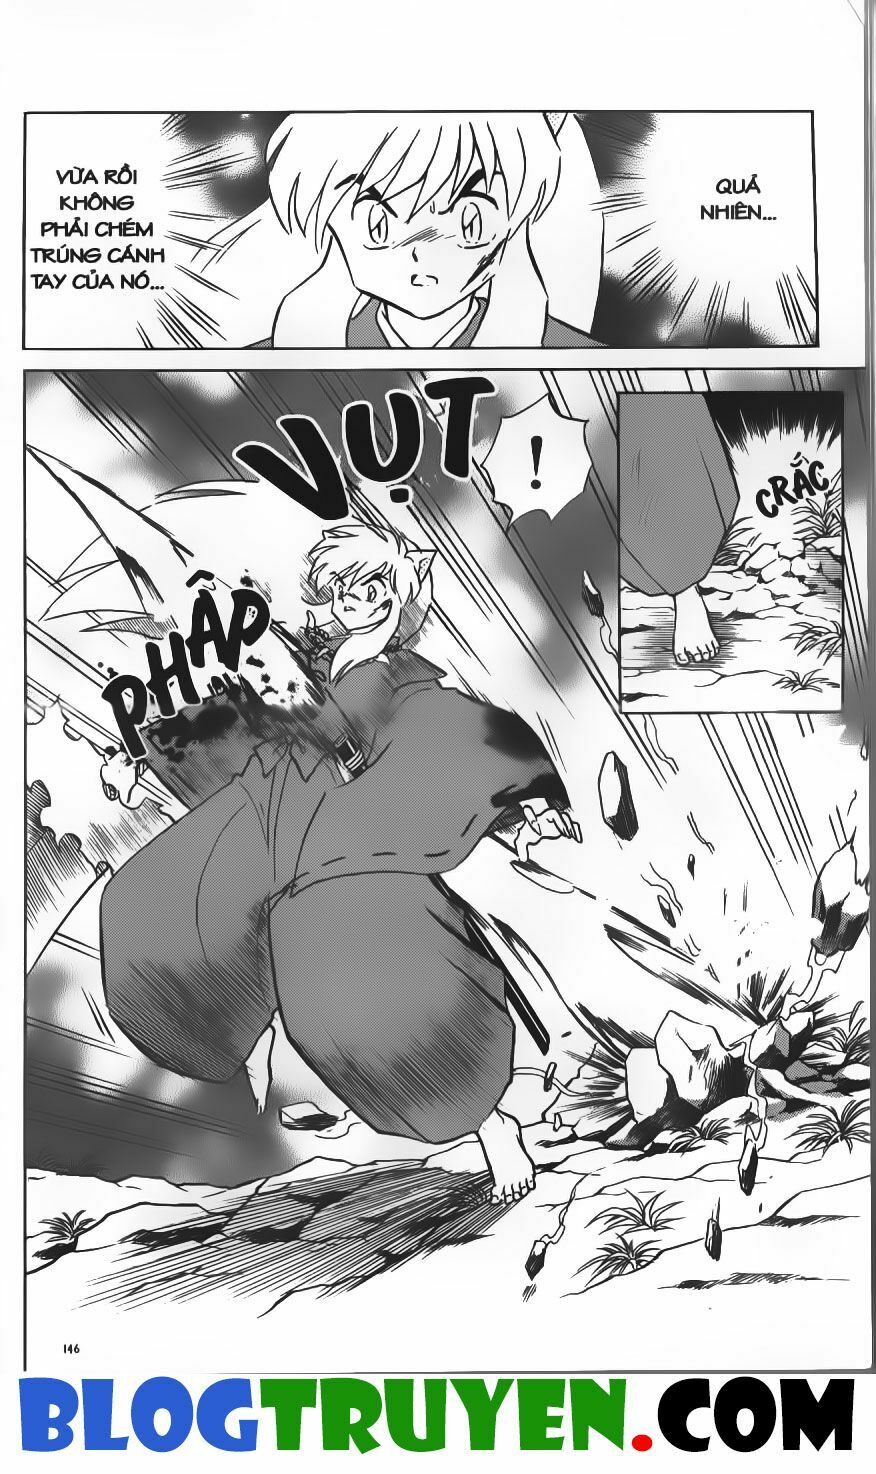 QUẢ
NHIÊN...
VỪA RỒI
KHÔNG
PHẢI CHÉM
TRÚNG CÁNH
TAY CỦA NÓ...
CRẮC
!
VỤT
PHẬP
146
BLOGTRUYEN.COM